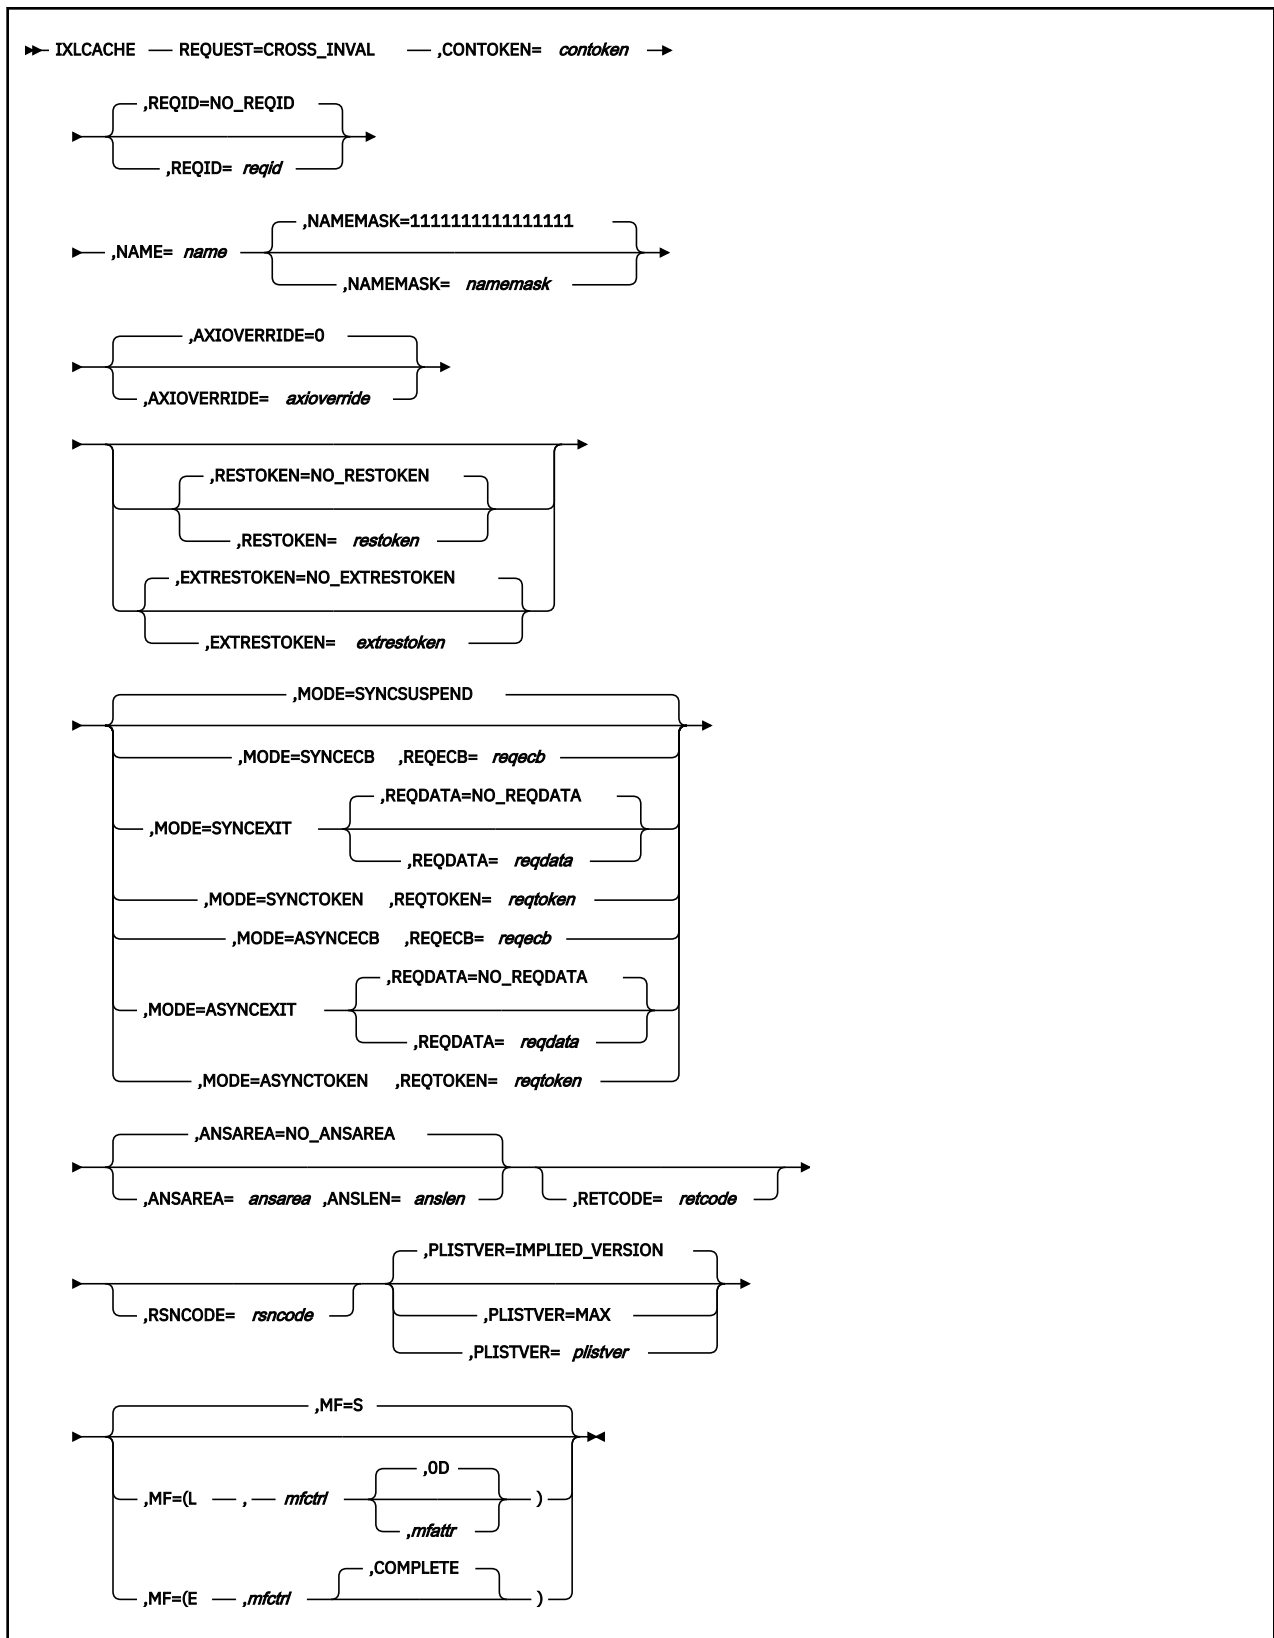 IXLCACHE REQUEST=CROSS_INVAL ,CONTOKEN= contoken
,REQID=NO_REQID
,REQID= reqid
,NAMEMASK=1111111111111111
,NAME= name
,NAMEMASK= namemask
,AXIOVERRIDE=0
,AXIOVERRIDE= axioverride
,RESTOKEN=NO_RESTOKEN
,RESTOKEN= restoken
,EXTRESTOKEN=NO_EXTRESTOKEN
,EXTRESTOKEN= extrestoken
,MODE=SYNCSUSPEND
,MODE=SYNCECB ,REQECB= reqecb
,REQDATA=NO_REQDATA
,MODE=SYNCEXIT
,REQDATA= reqdata
,MODE=SYNCTOKEN ,REQTOKEN= reqtoken
,MODE=ASYNCECB ,REQECB= reqecb
,REQDATA=NO_REQDATA
,MODE=ASYNCEXIT
,REQDATA= reqdata
,MODE=ASYNCTOKEN ,REQTOKEN= reqtoken
,ANSAREA=NO_ANSAREA
,ANSAREA= ansarea ,ANSLEN= anslen ,RETCODE= retcode
,PLISTVER=IMPLIED_VERSION
,RSNCODE= rsncode ,PLISTVER=MAX
,PLISTVER= plistver
,MF=S
,0D
,MF=(L , mfctrl )
,mfattr
,COMPLETE
,MF=(E ,mfctrl )